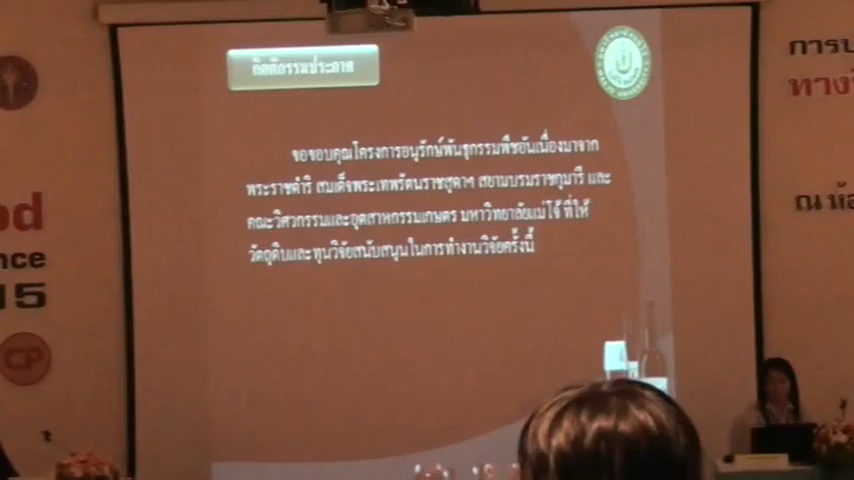 กิตติกรรมประกาศ
ขอขอบคุณโครงการอนุรักษ์พันธุกรรมพืชอันเนื่องมาจาก
พระราชดำริ สมเด็จพระเทพรัตนราชสุดาฯ สยามบรมราชกุมารี และ
คณะวิศวกรรมและอุตสาหกรรมเกษตร มหาวิทยาลัยแม่โจ้ ที่ให้
วัตถุดิบและทุนวิจัยสนับสนุนในการทำงานวิจัยครั้งนี้
การป
ทาง
ณ ห้อ
od
nce
15
CP